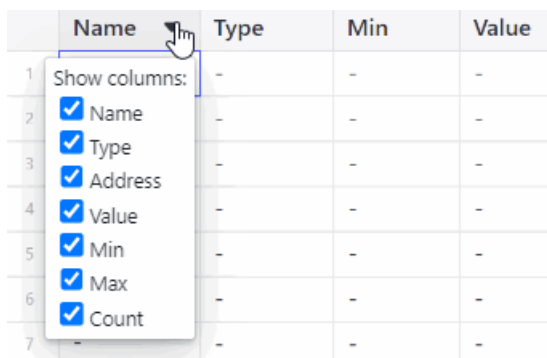 Name Type Min Value
Show columns:
1 - - -
Name
2 - - -
Type
3 - - -
Address
4 - - -
Value
5 - - -
Min
6 - - -
Max
Count
7 - - - -